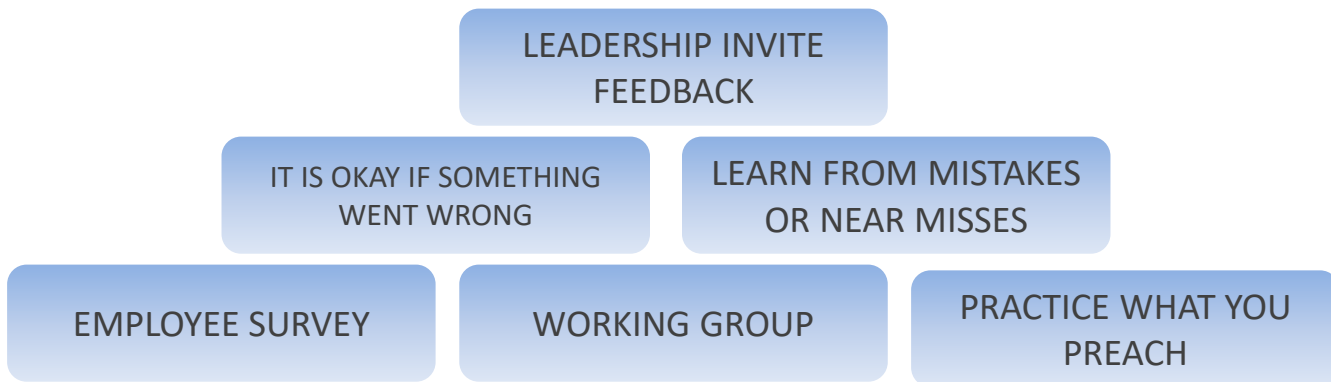 LEADERSHIP INVITE
FEEDBACK
IT IS OKAY IF SOMETHING
WENT WRONG
LEARN FROM MISTAKES
OR NEAR MISSES
EMPLOYEE SURVEY
WORKING GROUP
PRACTICE WHAT YOU
PREACH